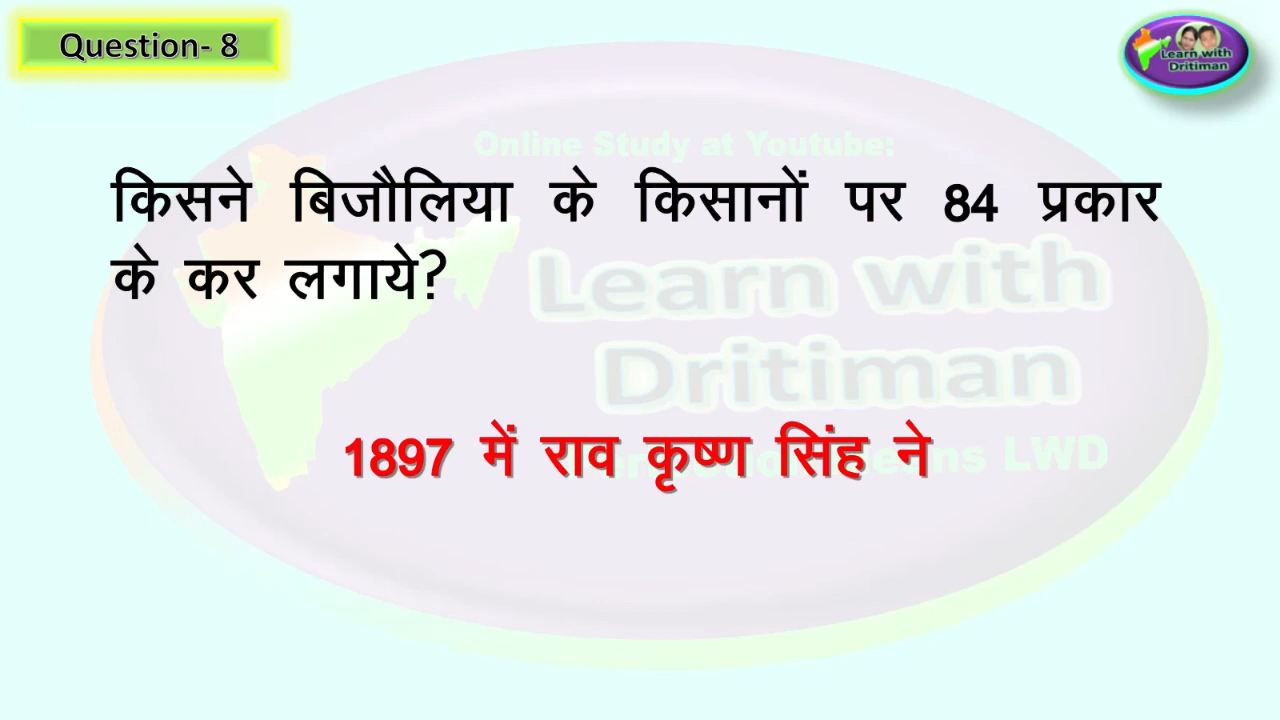 Question- 8
Learn with
Dritiman
Online Study at Youtube:
किसने बिजौलिया के किसानों पर 84 प्रकार
के कर लगाये?
Learn with
Dritiman
1897 में राव कृष्ण सिंह ने
LWD